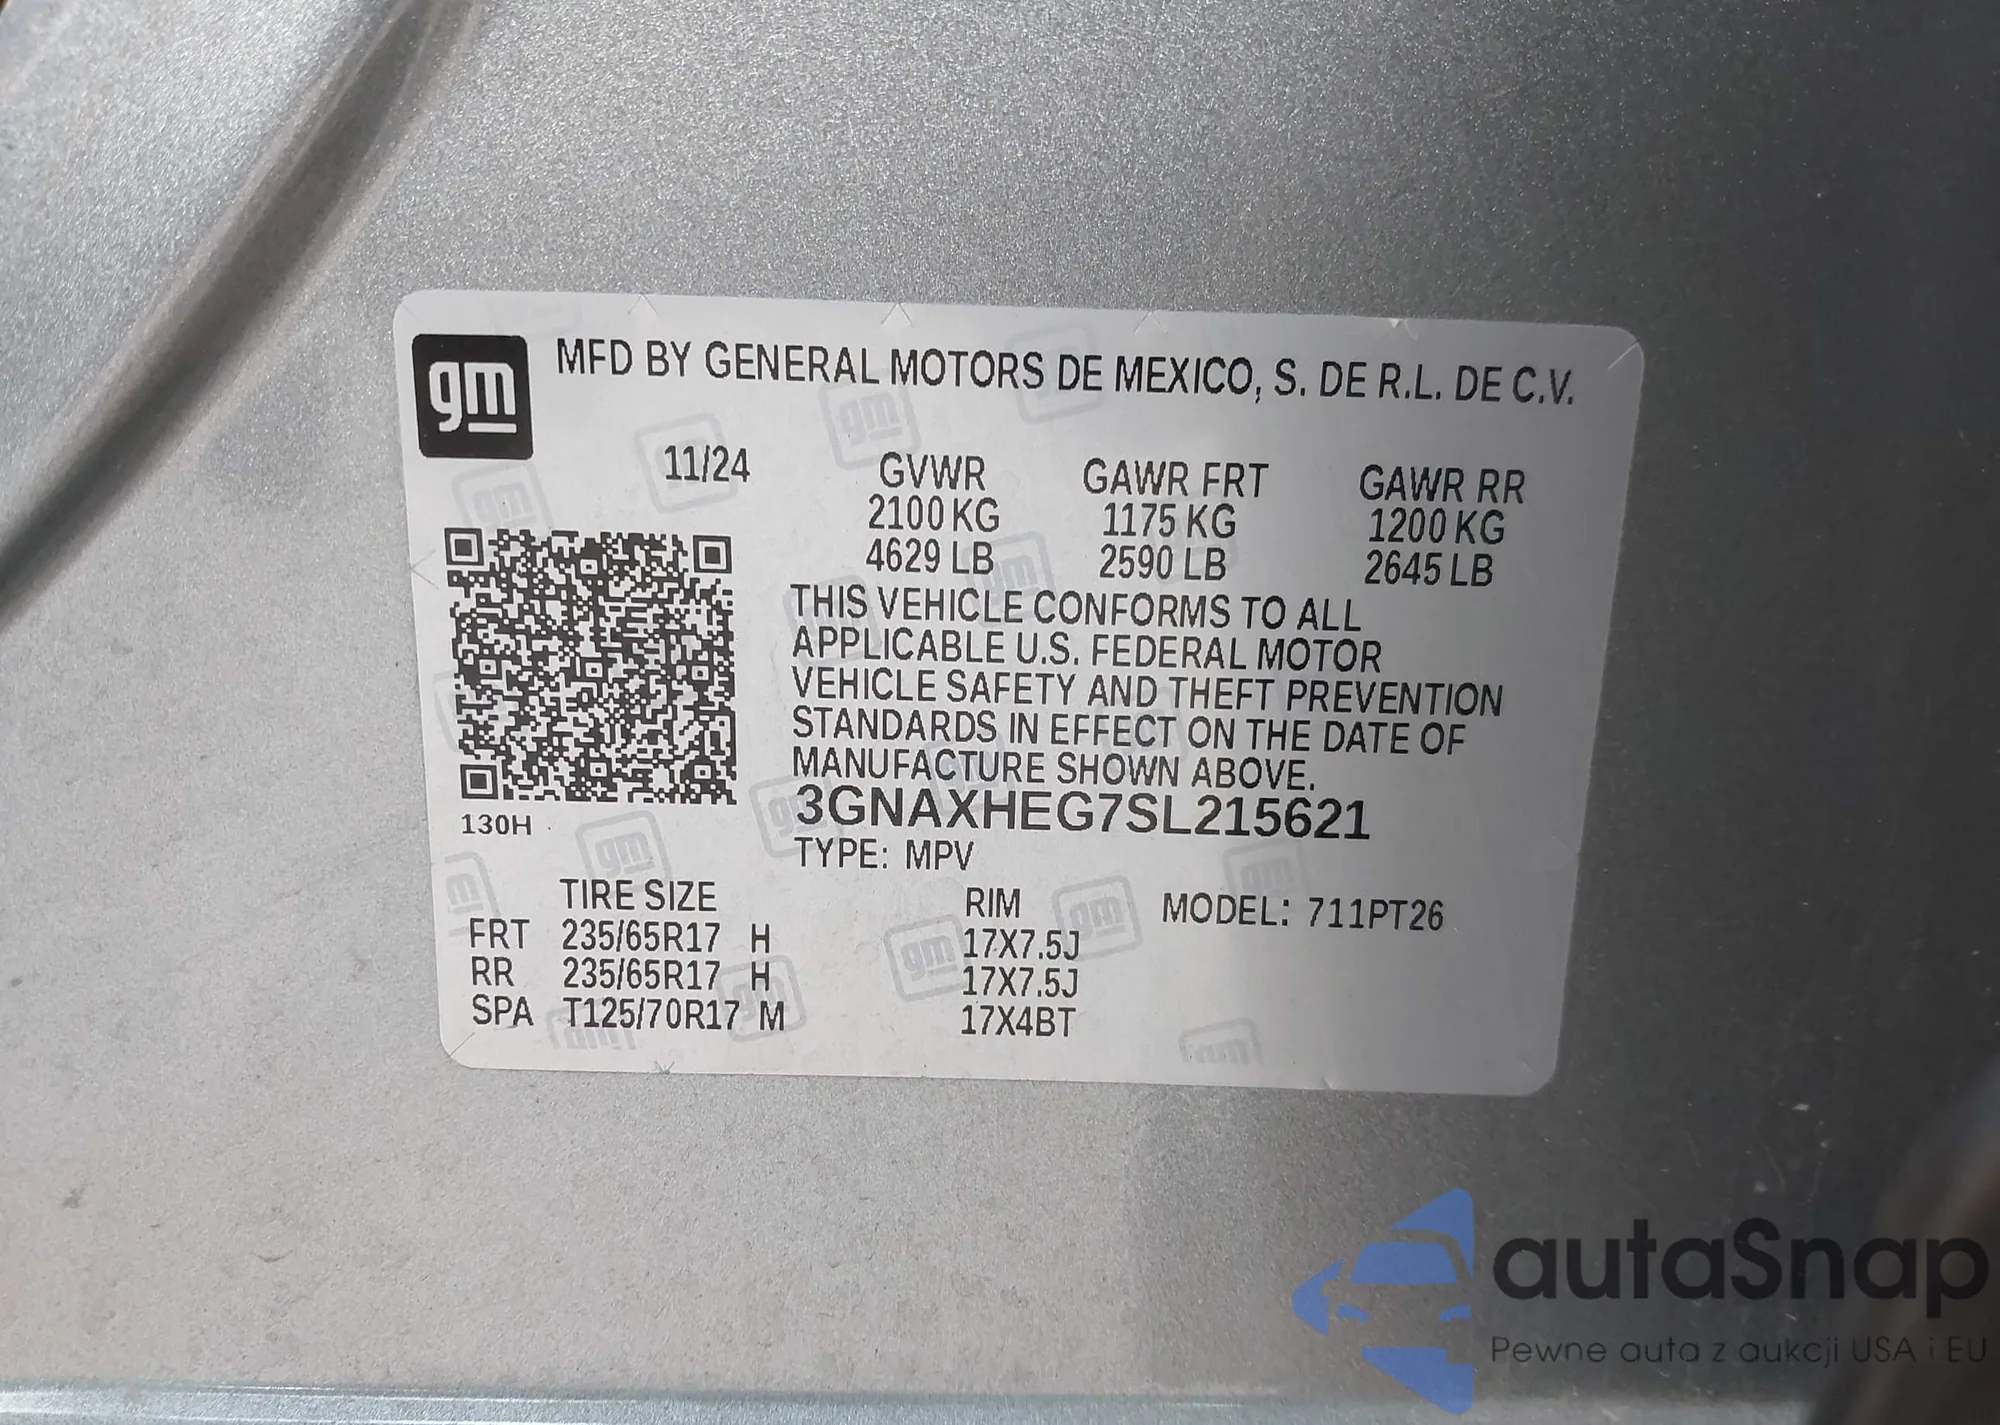 gm
MFD BY GENERAL MOTORS DE MEXICO, S. DE R.L. DE C.V.
11/24 GVWR GAWR FRT GAWR RR
2100 KG 1175 KG 1200 KG
4629 LB 2590 LB 2645 LB
THIS VEHICLE CONFORMS TO ALL
APPLICABLE U.S. FEDERAL MOTOR
VEHICLE SAFETY AND THEFT PREVENTION
STANDARDS IN EFFECT ON THE DATE OF
MANUFACTURE SHOWN ABOVE.
3GNAXHEG7SL215621
130H
TYPE: MPV
TIRE SIZE RIM MODEL: 711PT26
FRT 235/65R17 H 17X7.5J
RR 235/65R17 H 17X7.5J
SPA T125/70R17 M 17X4BT
autaSnap
Pewne auta z aukcji USA i EU